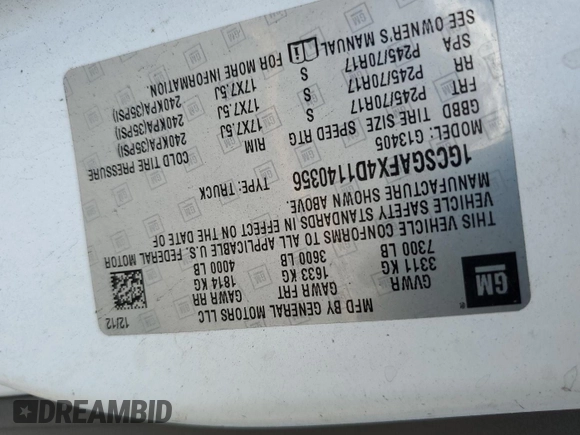 GM
MFD BY GENERAL MOTORS LLC
12/12
GVWR GAWR FRT GAWR RR
3311 KG 1633 KG 1814 KG
7300 LB 3600 LB 4000 LB
THIS VEHICLE CONFORMS TO ALL APPLICABLE U.S. FEDERAL MOTOR
VEHICLE SAFETY STANDARDS IN EFFECT ON THE DATE OF
MANUFACTURE SHOWN ABOVE.
1GCSGAFX4D1140356 TYPE: TRUCK
MODEL: G13405
GBBD TIRE SIZE SPEED RTG RIM COLD TIRE PRESSURE
FRT P245/70R17 S 17X7.5J 240KPA(35PSI)
RR P245/70R17 S 17X7.5J 240KPA(35PSI)
SPA P245/70R17 S 17X7.5J 240KPA(35PSI)
SEE OWNER'S MANUAL FOR MORE INFORMATION.
DREAMBID